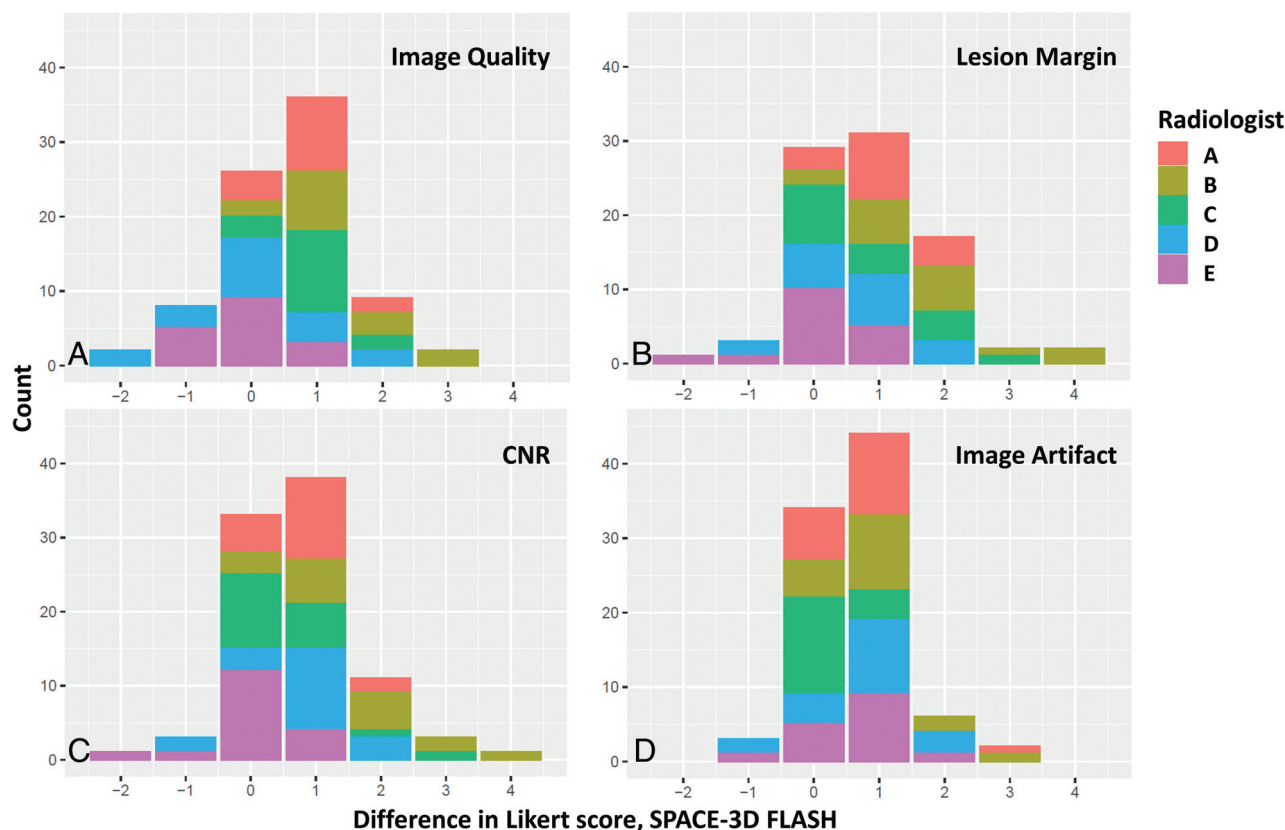 Image Quality
40
30
20
10
0
A
−2 −1 0 1 2 3 4
Lesion Margin
40
30
20
10
0
B
−2 −1 0 1 2 3 4
Radiologist
A
B
C
D
E
Count
CNR
40
30
20
10
0
C
−2 −1 0 1 2 3 4
Image Artifact
40
30
20
10
0
D
−2 −1 0 1 2 3 4
Difference in Likert score, SPACE-3D FLASH